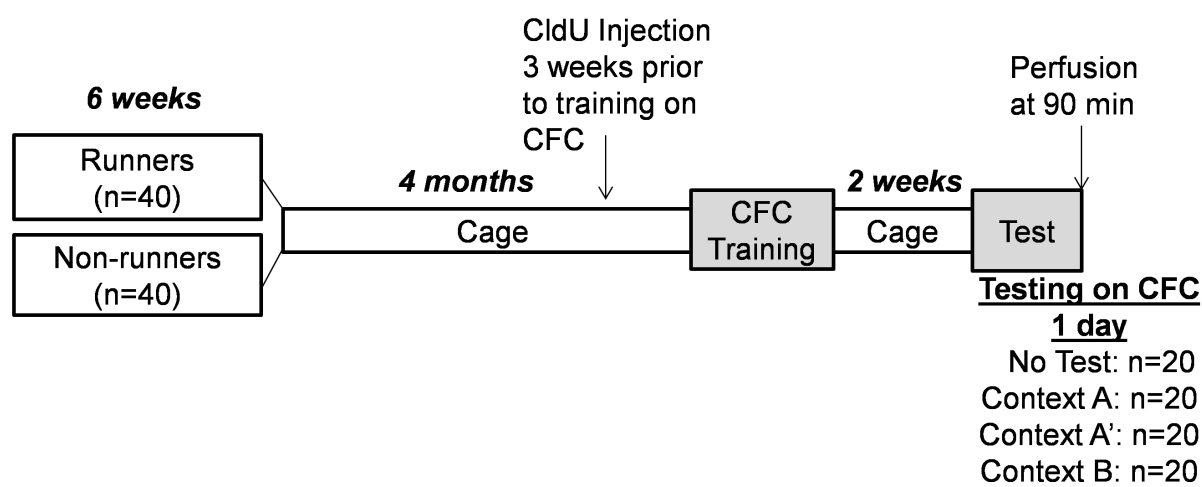 CldU Injection
3 weeks prior
to training on
CFC
Perfusion
at 90 min
6 weeks
Runners
(n=40)
Non-runners
(n=40)
4 months
Cage
CFC
Training
2 weeks
Cage
Test
Testing on CFC
1 day
No Test: n=20
Context A: n=20
Context A’: n=20
Context B: n=20